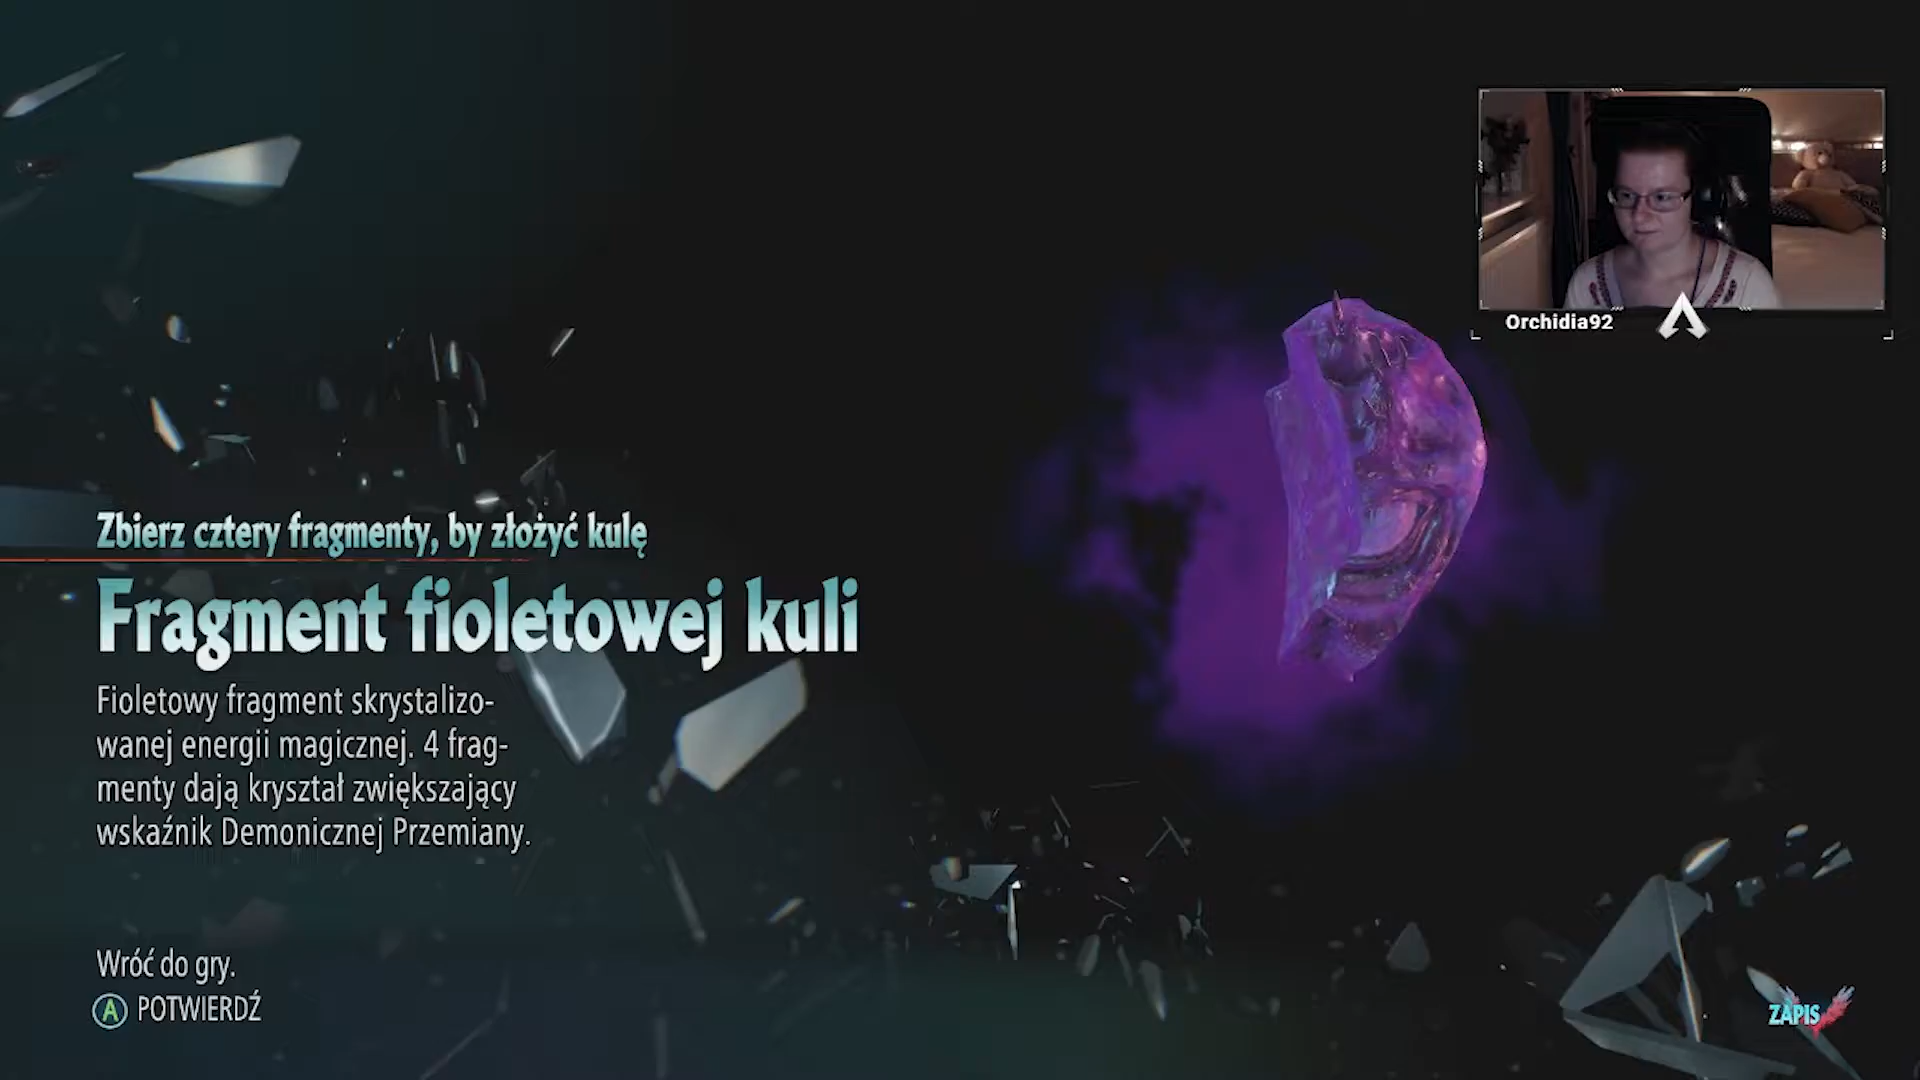 Orchidia92
Zbierz cztery fragmenty, by złożyć kulę
Fragment fioletowej kuli
Fioletowy fragment skrystalizo-
wanej energii magicznej. 4 frag-
menty dają kryształ zwiększający
wskaźnik Demonicznej Przemiany.
Wróć do gry.
A POTWIERDŹ
ZAPIS